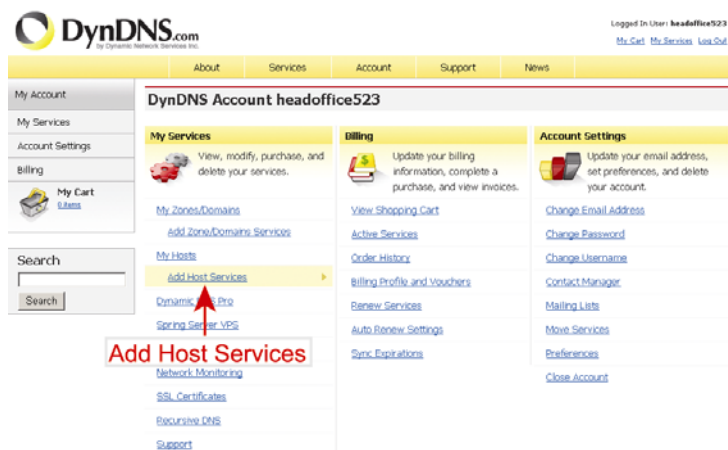 DynDNS.com
by Dynamic Network Services Inc.
Logged In User: headoffice523
My Cart My Services Log Out
About Services Account Support News
My Account
My Services
Account Settings
Billing
My Cart
0 items
Search
Search
DynDNS Account headoffice523
My Services
View, modify, purchase, and
delete your services.
My Zones/Domains
Add Zone/Domains Services
My Hosts
Add Host Services
Dynamic DNS Pro
Spring Server VPS
Add Host Services
Network Monitoring
SSL Certificates
Recursive DNS
Support
Billing
Update your billing
information, complete a
purchase, and view invoices.
View Shopping Cart
Active Services
Order History
Billing Profile and Vouchers
Renew Services
Auto Renew Settings
Sync Expirations
Account Settings
Update your email address,
set preferences, and delete
your account.
Change Email Address
Change Password
Change Username
Contact Manager
Mailing Lists
Move Services
Preferences
Close Account